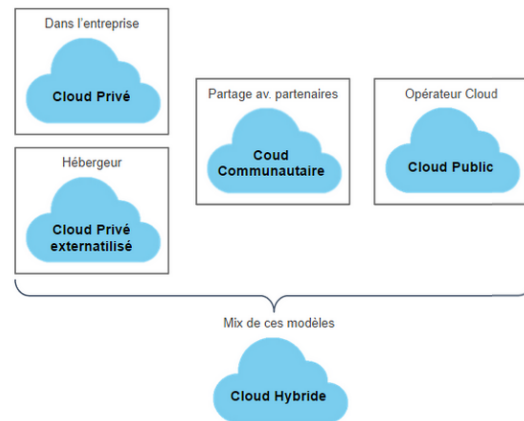 Dans l'entreprise
Cloud Privé
Hébergeur
Cloud Privé
externatilisé
Partage av. partenaires
Coud
Communautaire
Opérateur Cloud
Cloud Public
Mix de ces modèles
Cloud Hybride